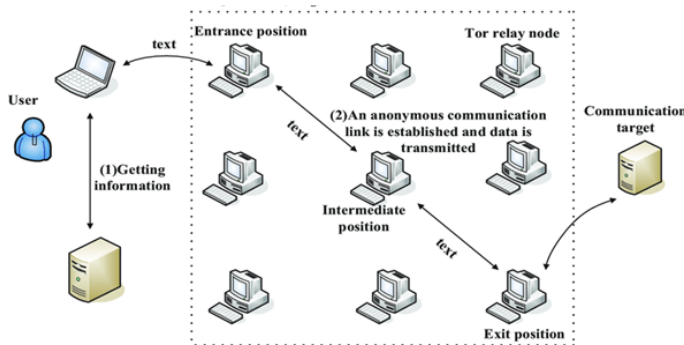 Entrance position
Tor relay node
text
User
(2)An anonymous communication
link is established and data is
transmitted
text
Communication
target
(1)Getting
information
Intermediate
position
text
Exit position